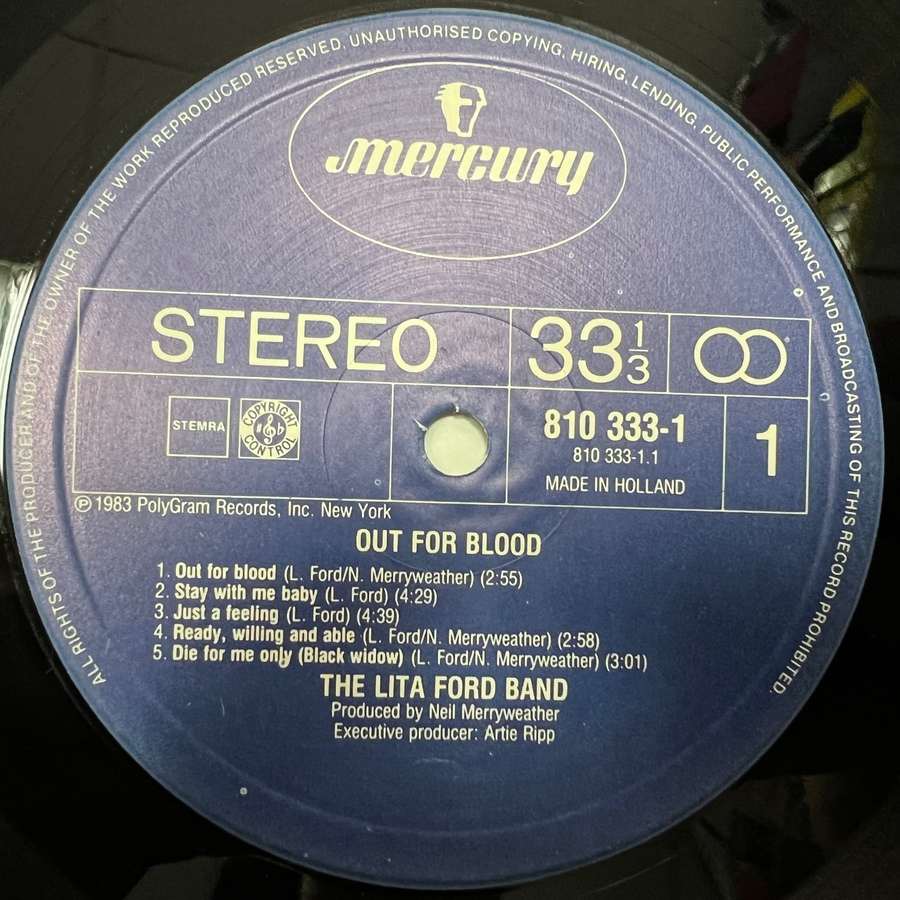 ALL RIGHTS OF THE PRODUCER AND OF THE OWNER OF THE WORK REPRODUCED RESERVED. UNAUTHORISED COPYING, HIRING, LENDING, PUBLIC PERFORMANCE AND BROADCASTING OF THIS RECORD PROHIBITED.
mercury
STEREO
33 1/3
STEMRA
COPYRIGHT CONTROL
810 333-1
810 333-1.1
MADE IN HOLLAND
1
℗ 1983 PolyGram Records, Inc. New York
OUT FOR BLOOD
1. Out for blood (L. Ford/N. Merryweather) (2:55)
2. Stay with me baby (L. Ford) (4:29)
3. Just a feeling (L. Ford) (4:39)
4. Ready, willing and able (L. Ford/N. Merryweather) (2:58)
5. Die for me only (Black widow) (L. Ford/N. Merryweather) (3:01)
THE LITA FORD BAND
Produced by Neil Merryweather
Executive producer: Artie Ripp